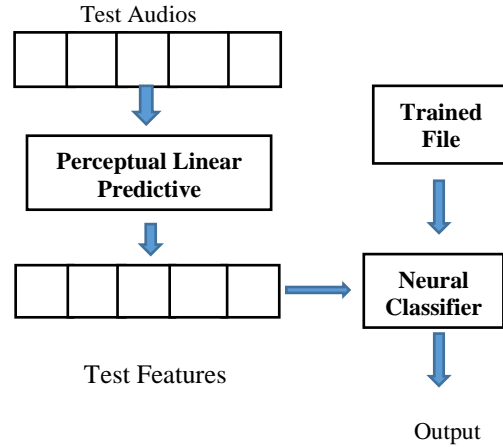 Test Audios
Trained
File
Perceptual Linear
Predictive
Neural
Classifier
Test Features
Output